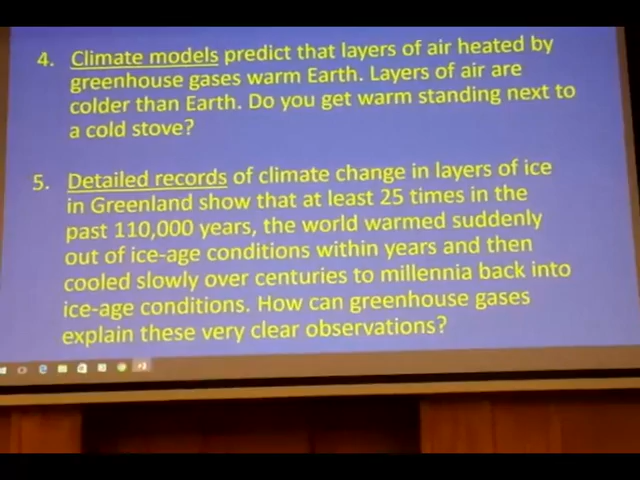 4. Climate models predict that layers of air heated by
greenhouse gases warm Earth. Layers of air are
colder than Earth. Do you get warm standing next to
a cold stove?
5. Detailed records of climate change in layers of ice
in Greenland show that at least 25 times in the
past 110,000 years, the world warmed suddenly
out of ice-age conditions within years and then
cooled slowly over centuries to millennia back into
ice-age conditions. How can greenhouse gases
explain these very clear observations?